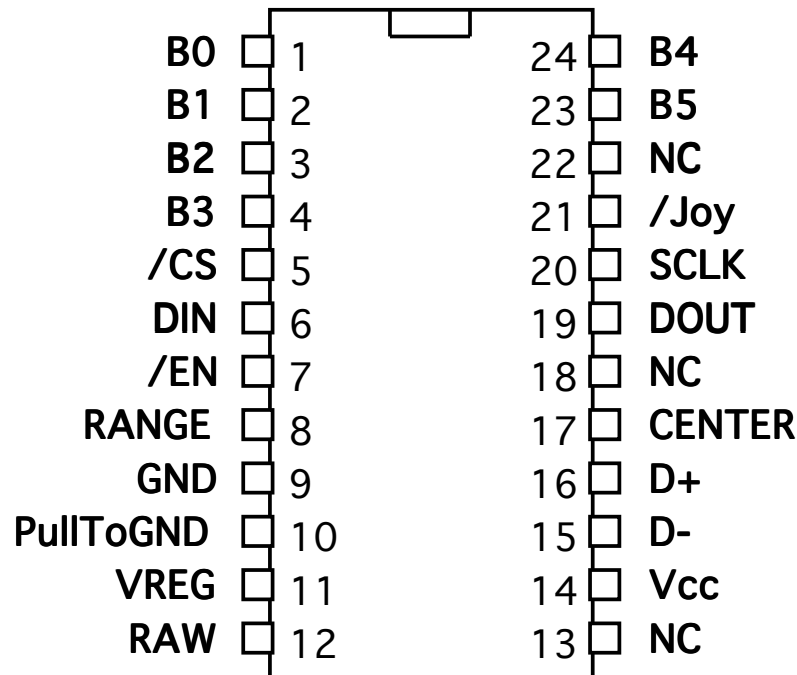 B0 1 24 B4
B1 2 23 B5
B2 3 22 NC
B3 4 21 /Joy
/CS 5 20 SCLK
DIN 6 19 DOUT
/EN 7 18 NC
RANGE 8 17 CENTER
GND 9 16 D+
PullToGND 10 15 D-
VREG 11 14 Vcc
RAW 12 13 NC